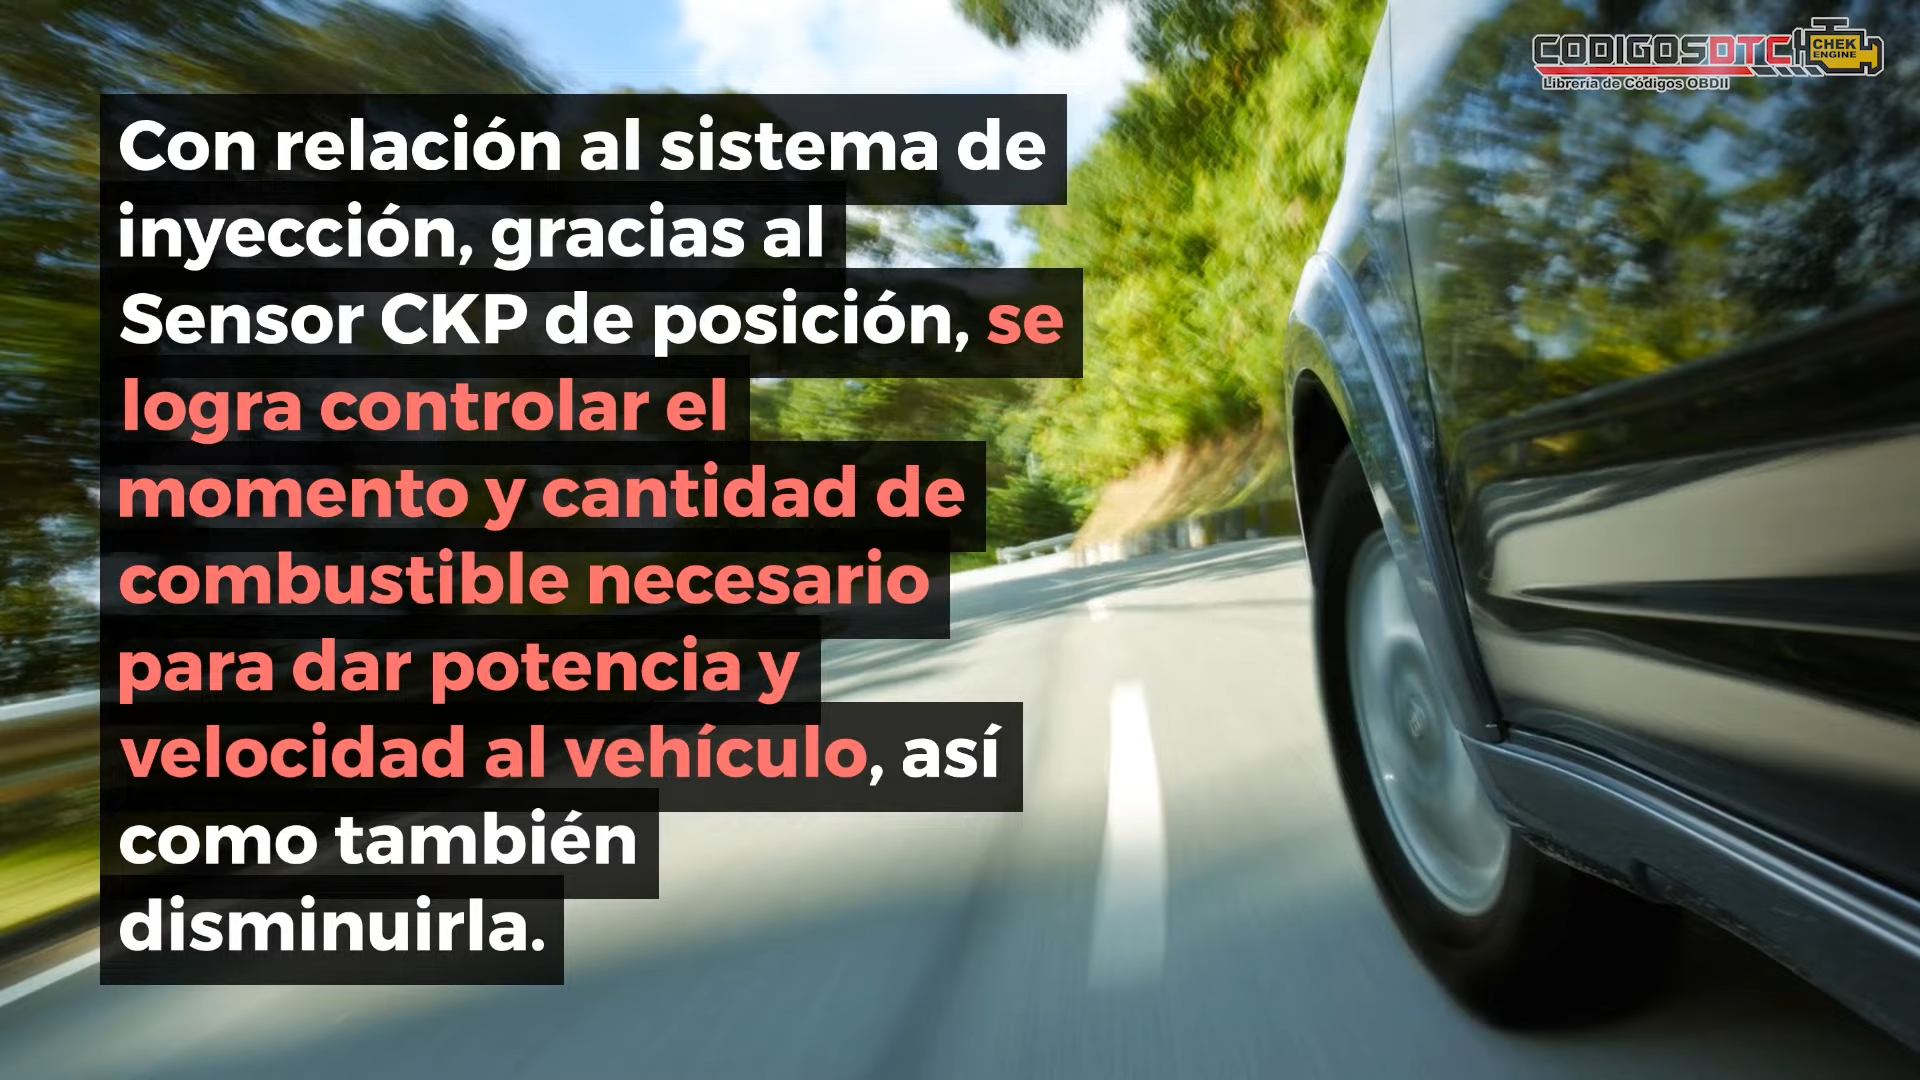 CODIGOSDTC
CHEK
ENGINE
Librería de Códigos OBDII
Con relación al sistema de
inyección, gracias al
Sensor CKP de posición, se
logra controlar el
momento y cantidad de
combustible necesario
para dar potencia y
velocidad al vehículo, así
como también
disminuirla.